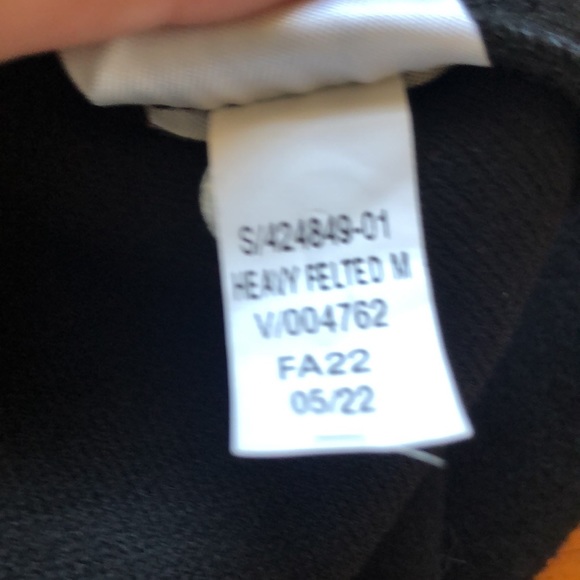 S/424849-01
HEAVY FELTED M
V/004762
FA22
05/22